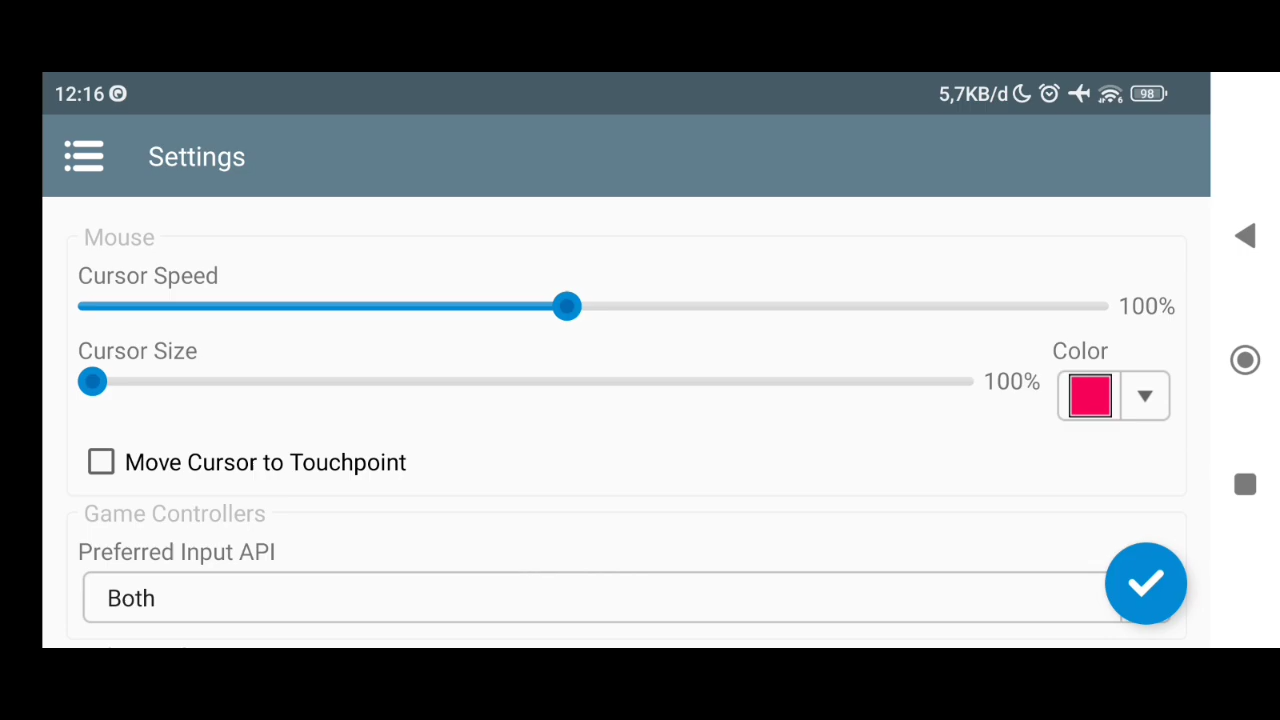 12:16 5,7KB/d 98
Settings
Mouse
Cursor Speed
100%
Cursor Size Color
100%
Move Cursor to Touchpoint
Game Controllers
Preferred Input API
Both